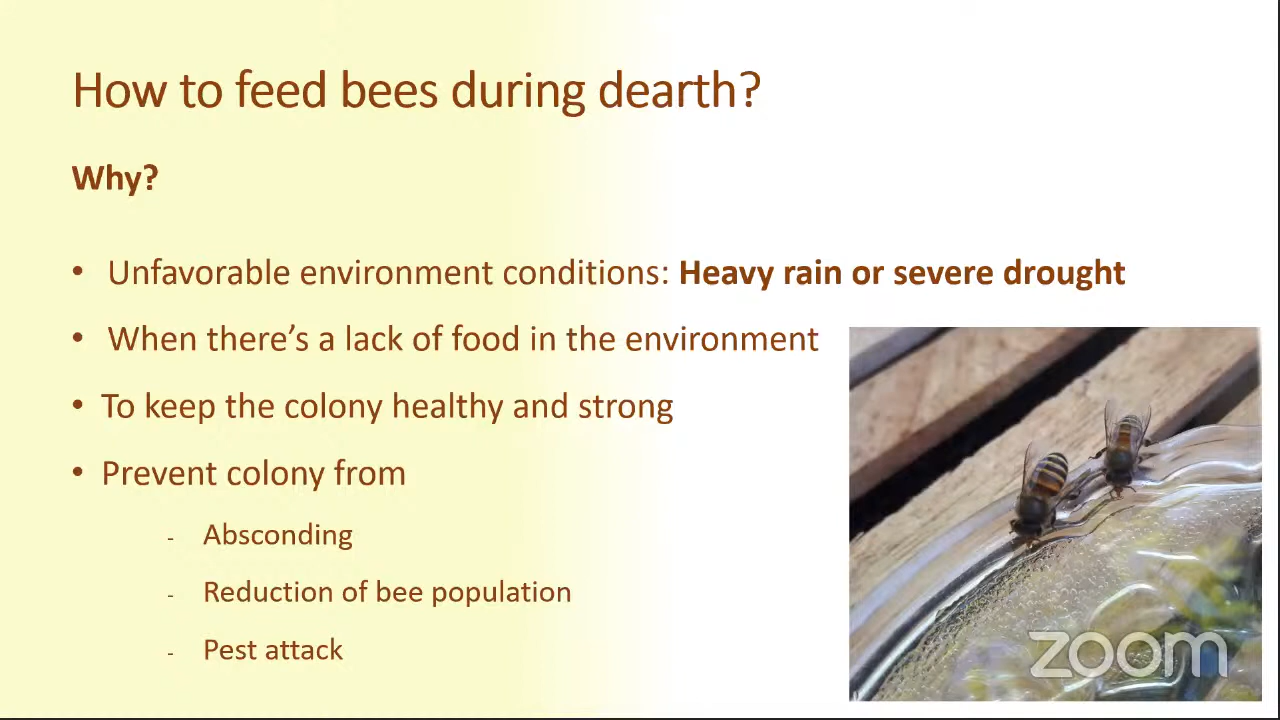 How to feed bees during dearth?
Why?
• Unfavorable environment conditions: Heavy rain or severe drought
• When there's a lack of food in the environment
• To keep the colony healthy and strong
• Prevent colony from
- Absconding
- Reduction of bee population
- Pest attack
zoom